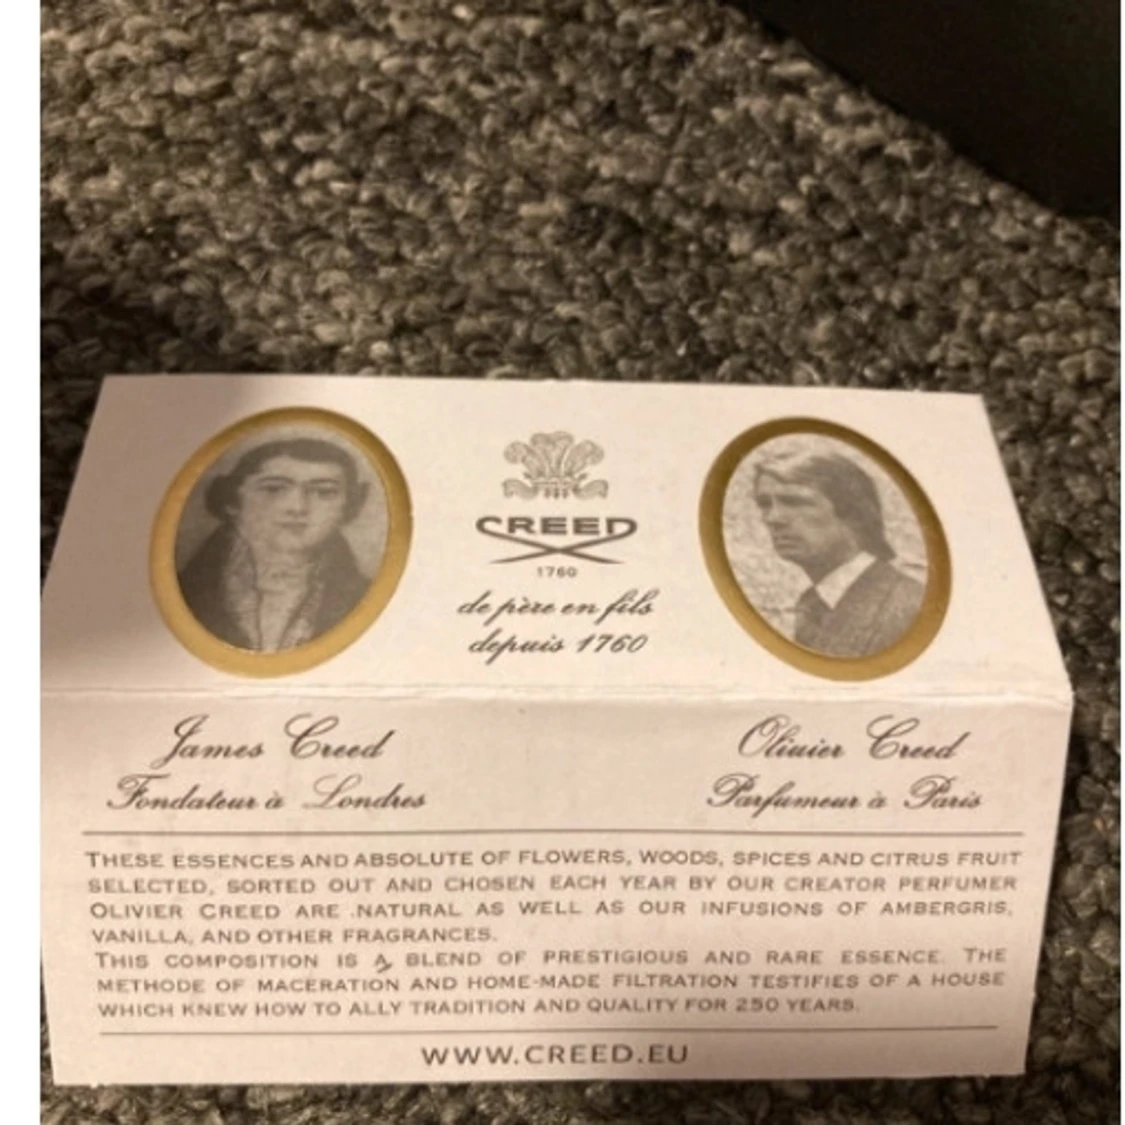 CREED
1760
de père en fils
depuis 1760
James Creed
Fondateur à Londres
Olivier Creed
Parfumeur à Paris
THESE ESSENCES AND ABSOLUTE OF FLOWERS, WOODS, SPICES AND CITRUS FRUIT
SELECTED, SORTED OUT AND CHOSEN EACH YEAR BY OUR CREATOR PERFUMER
OLIVIER CREED ARE NATURAL AS WELL AS OUR INFUSIONS OF AMBERGRIS,
VANILLA, AND OTHER FRAGRANCES.
THIS COMPOSITION IS A BLEND OF PRESTIGIOUS AND RARE ESSENCE. THE
METHODE OF MACERATION AND HOME-MADE FILTRATION TESTIFIES OF A HOUSE
WHICH KNEW HOW TO ALLY TRADITION AND QUALITY FOR 250 YEARS.
WWW.CREED.EU